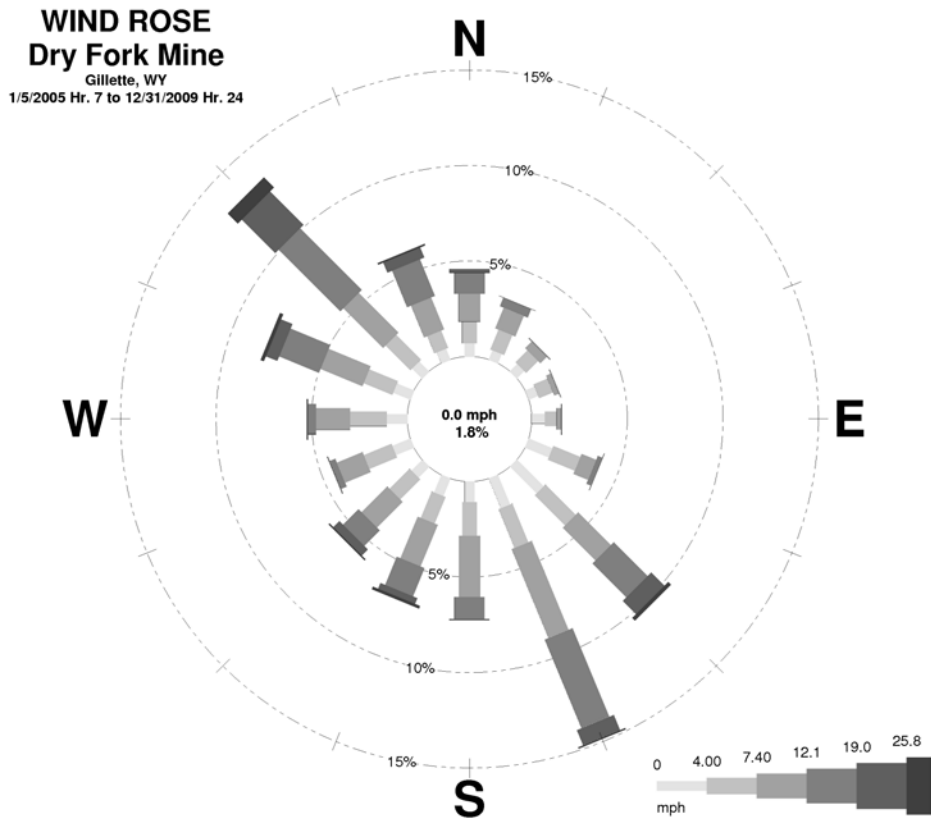 WIND ROSE
Dry Fork Mine
Gillette, WY
1/5/2005 Hr. 7 to 12/31/2009 Hr. 24
N
15%
10%
5%
W
0.0 mph
1.8%
E
5%
10%
15%
S
0 4.00 7.40 12.1 19.0 25.8
mph